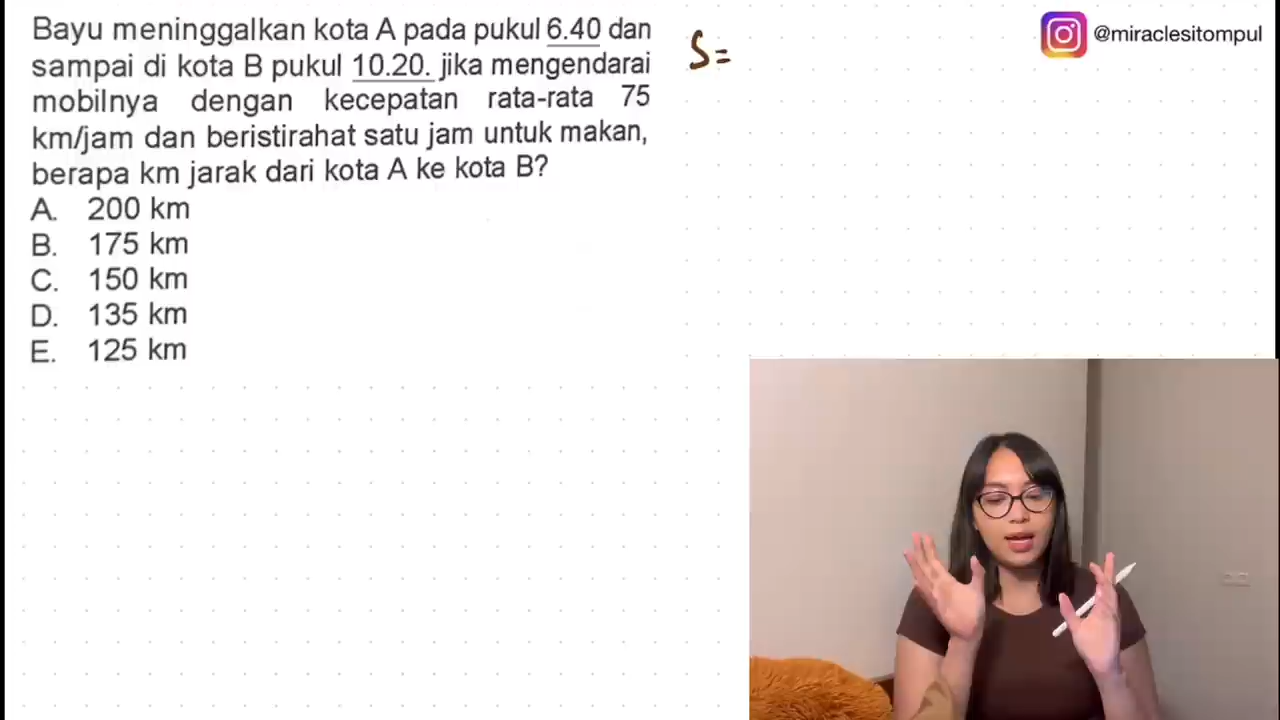 Bayu meninggalkan kota A pada pukul 6.40 dan
sampai di kota B pukul 10.20. jika mengendarai
mobilnya dengan kecepatan rata-rata 75
km/jam dan beristirahat satu jam untuk makan,
berapa km jarak dari kota A ke kota B?
A. 200 km
B. 175 km
C. 150 km
D. 135 km
E. 125 km
S=
@miraclesitompul